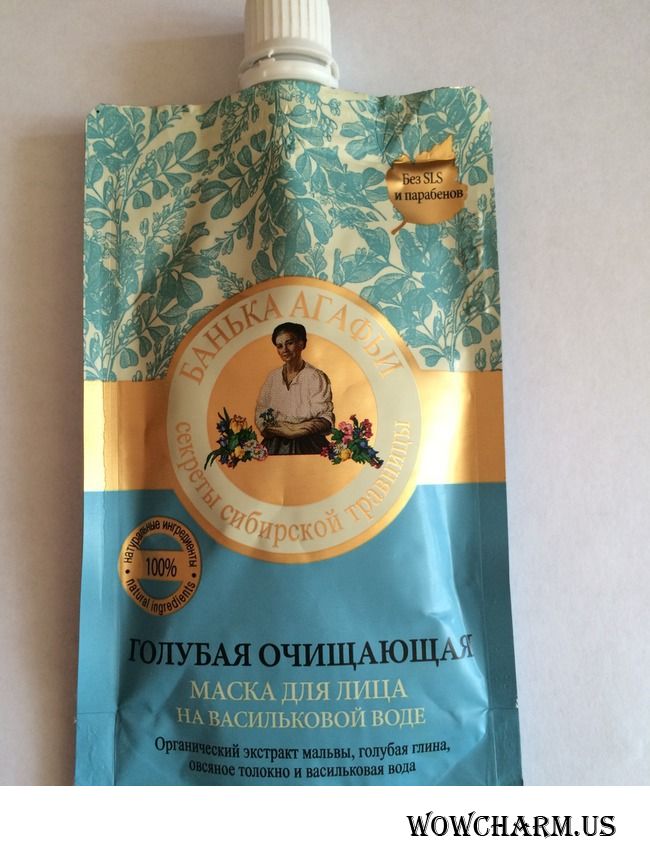 Без SLS
и парабенов
БАНЬКА АГАФЬИ
секреты сибирской травницы
натуральные ингредиенты
100%
natural ingredients
ГОЛУБАЯ ОЧИЩАЮЩАЯ
МАСКА ДЛЯ ЛИЦА
НА ВАСИЛЬКОВОЙ ВОДЕ
Органический экстракт мальвы, голубая глина,
овсяное толокно и васильковая вода
WOWCHARM.US